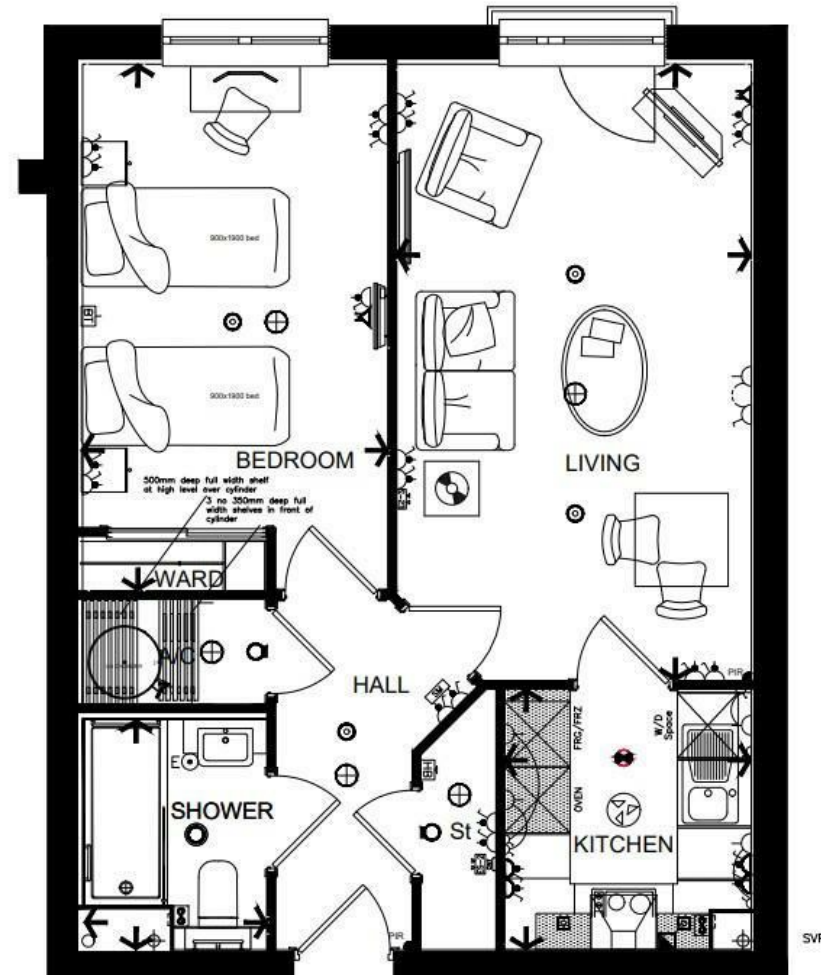 900x1900 bed
BT
900x1900 bed
BEDROOM
LIVING
500mm deep full width shelf
at high level over cylinder
3 no 350mm deep full
width shelves in front of
cylinder
WARD
A/C
HALL
PIR
FRG/FRZ
W/D
Space
E
SHOWER
BH
St
OVEN
KITCHEN
PIR
SVP